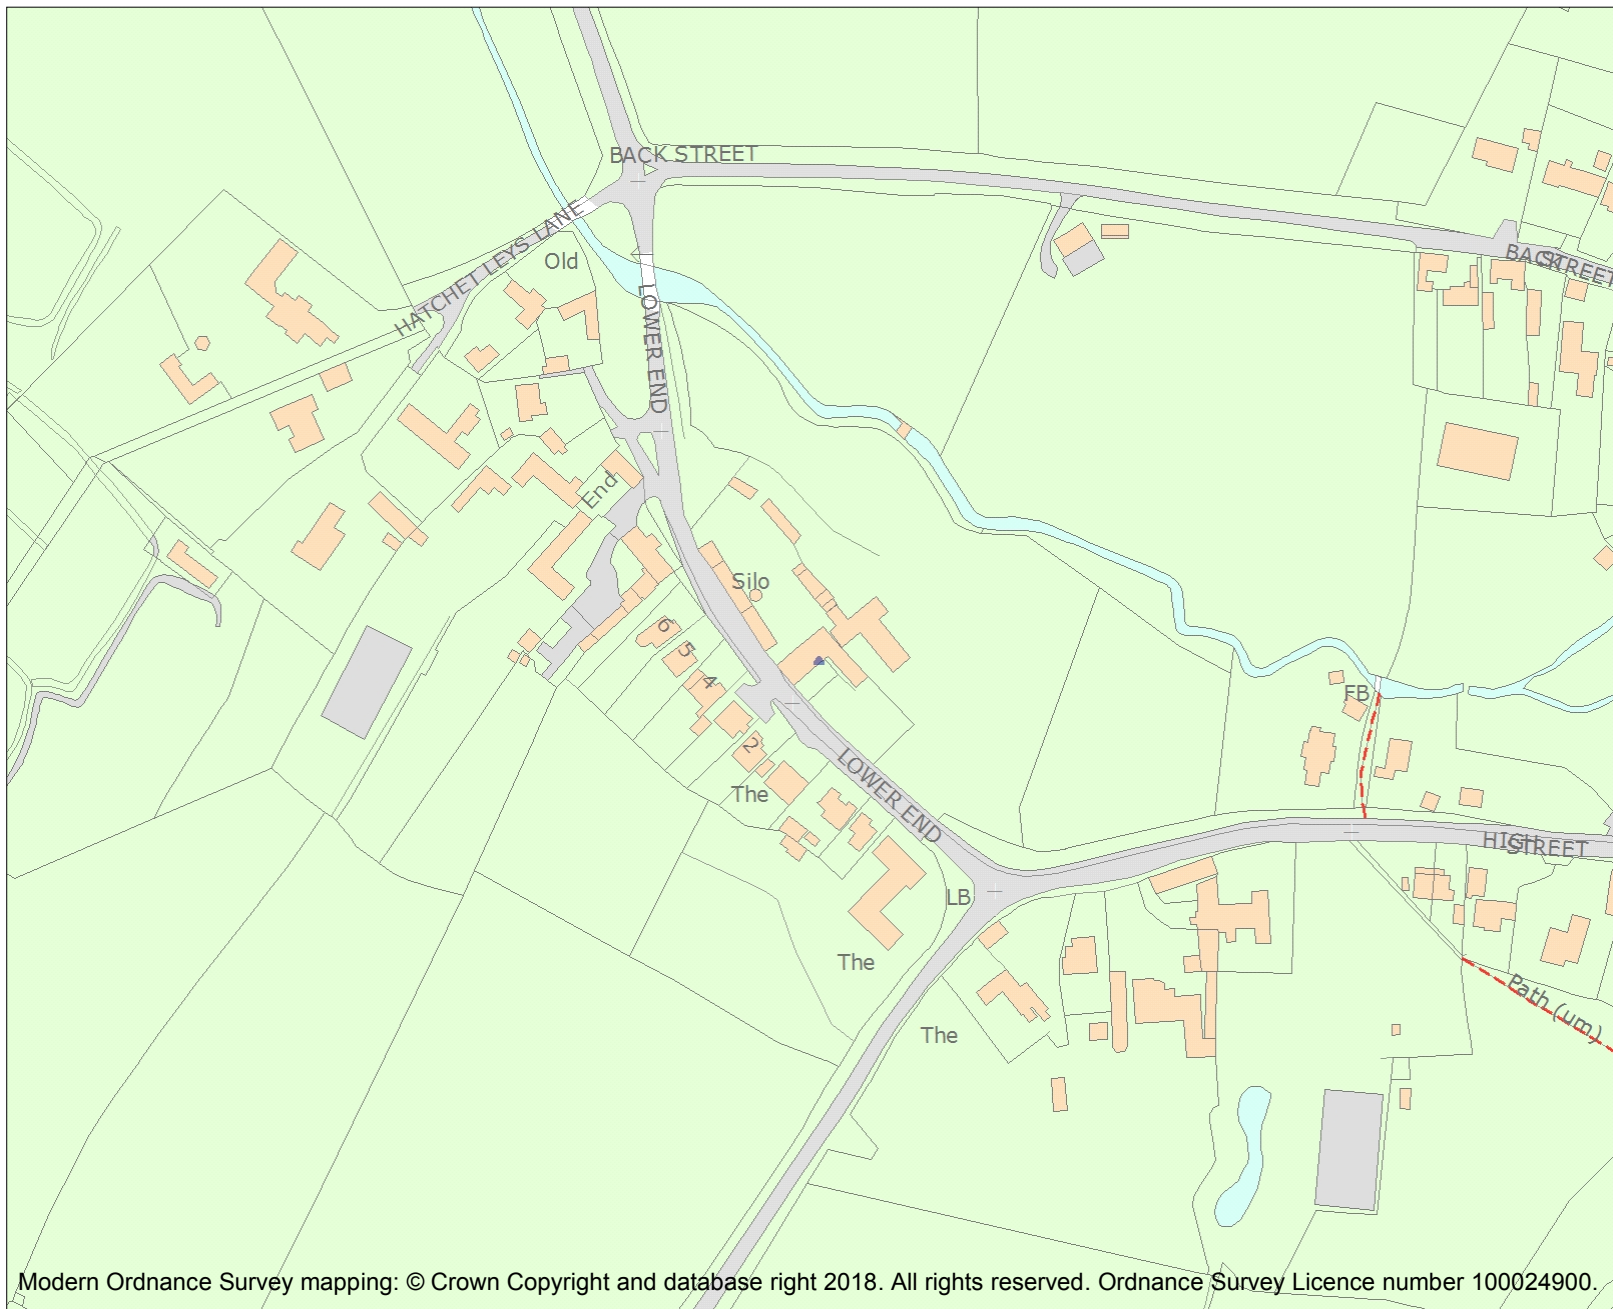 BACK STREET
HATCHET LEYS LANE
Old
BACK
STREET
LOWER END
End
Silo
6
5
4
2
The
LOWER END
FB
HIGH
STREET
LB
The
The
Path (um)
Modern Ordnance Survey mapping: © Crown Copyright and database right 2018. All rights reserved. Ordnance Survey Licence number 100024900.